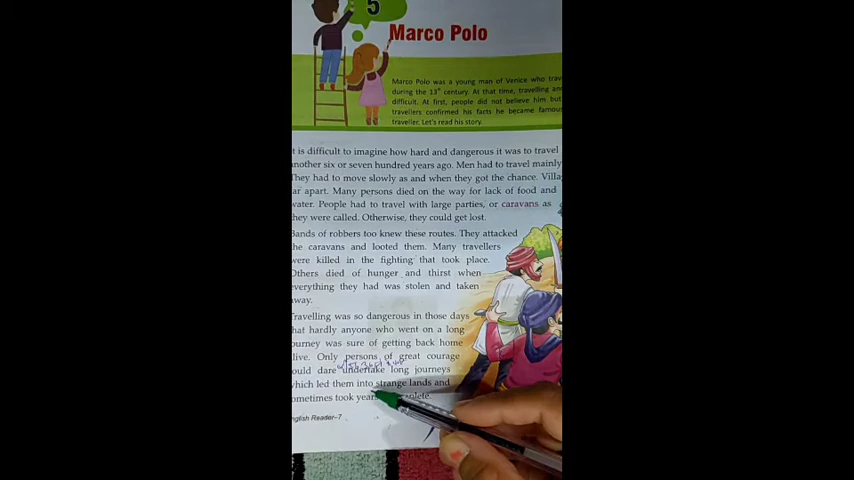 5
Marco Polo
Marco Polo was a young man of Venice who trav
during the 13th century. At that time, travelling and
difficult. At first, people did not believe him but
travellers confirmed his facts he became famous
traveller. Let's read his story.
t is difficult to imagine how hard and dangerous it was to travel
another six or seven hundred years ago. Men had to travel mainly
They had to move slowly as and when they got the chance. Villa
ar apart. Many persons died on the way for lack of food and
water. People had to travel with large parties, or caravans as
they were called. Otherwise, they could get lost.
Bands of robbers too knew these routes. They attacked
he caravans and looted them. Many travellers
were killed in the fighting that took place.
Others died of hunger and thirst when
everything they had was stolen and taken
away.
Travelling was so dangerous in those days
hat hardly anyone who went on a long
ourney was sure of getting back home
live. Only persons of great courage
ould dare undertake long journeys
which led them into strange lands and
ometimes took years plete.
nglish Reader-7